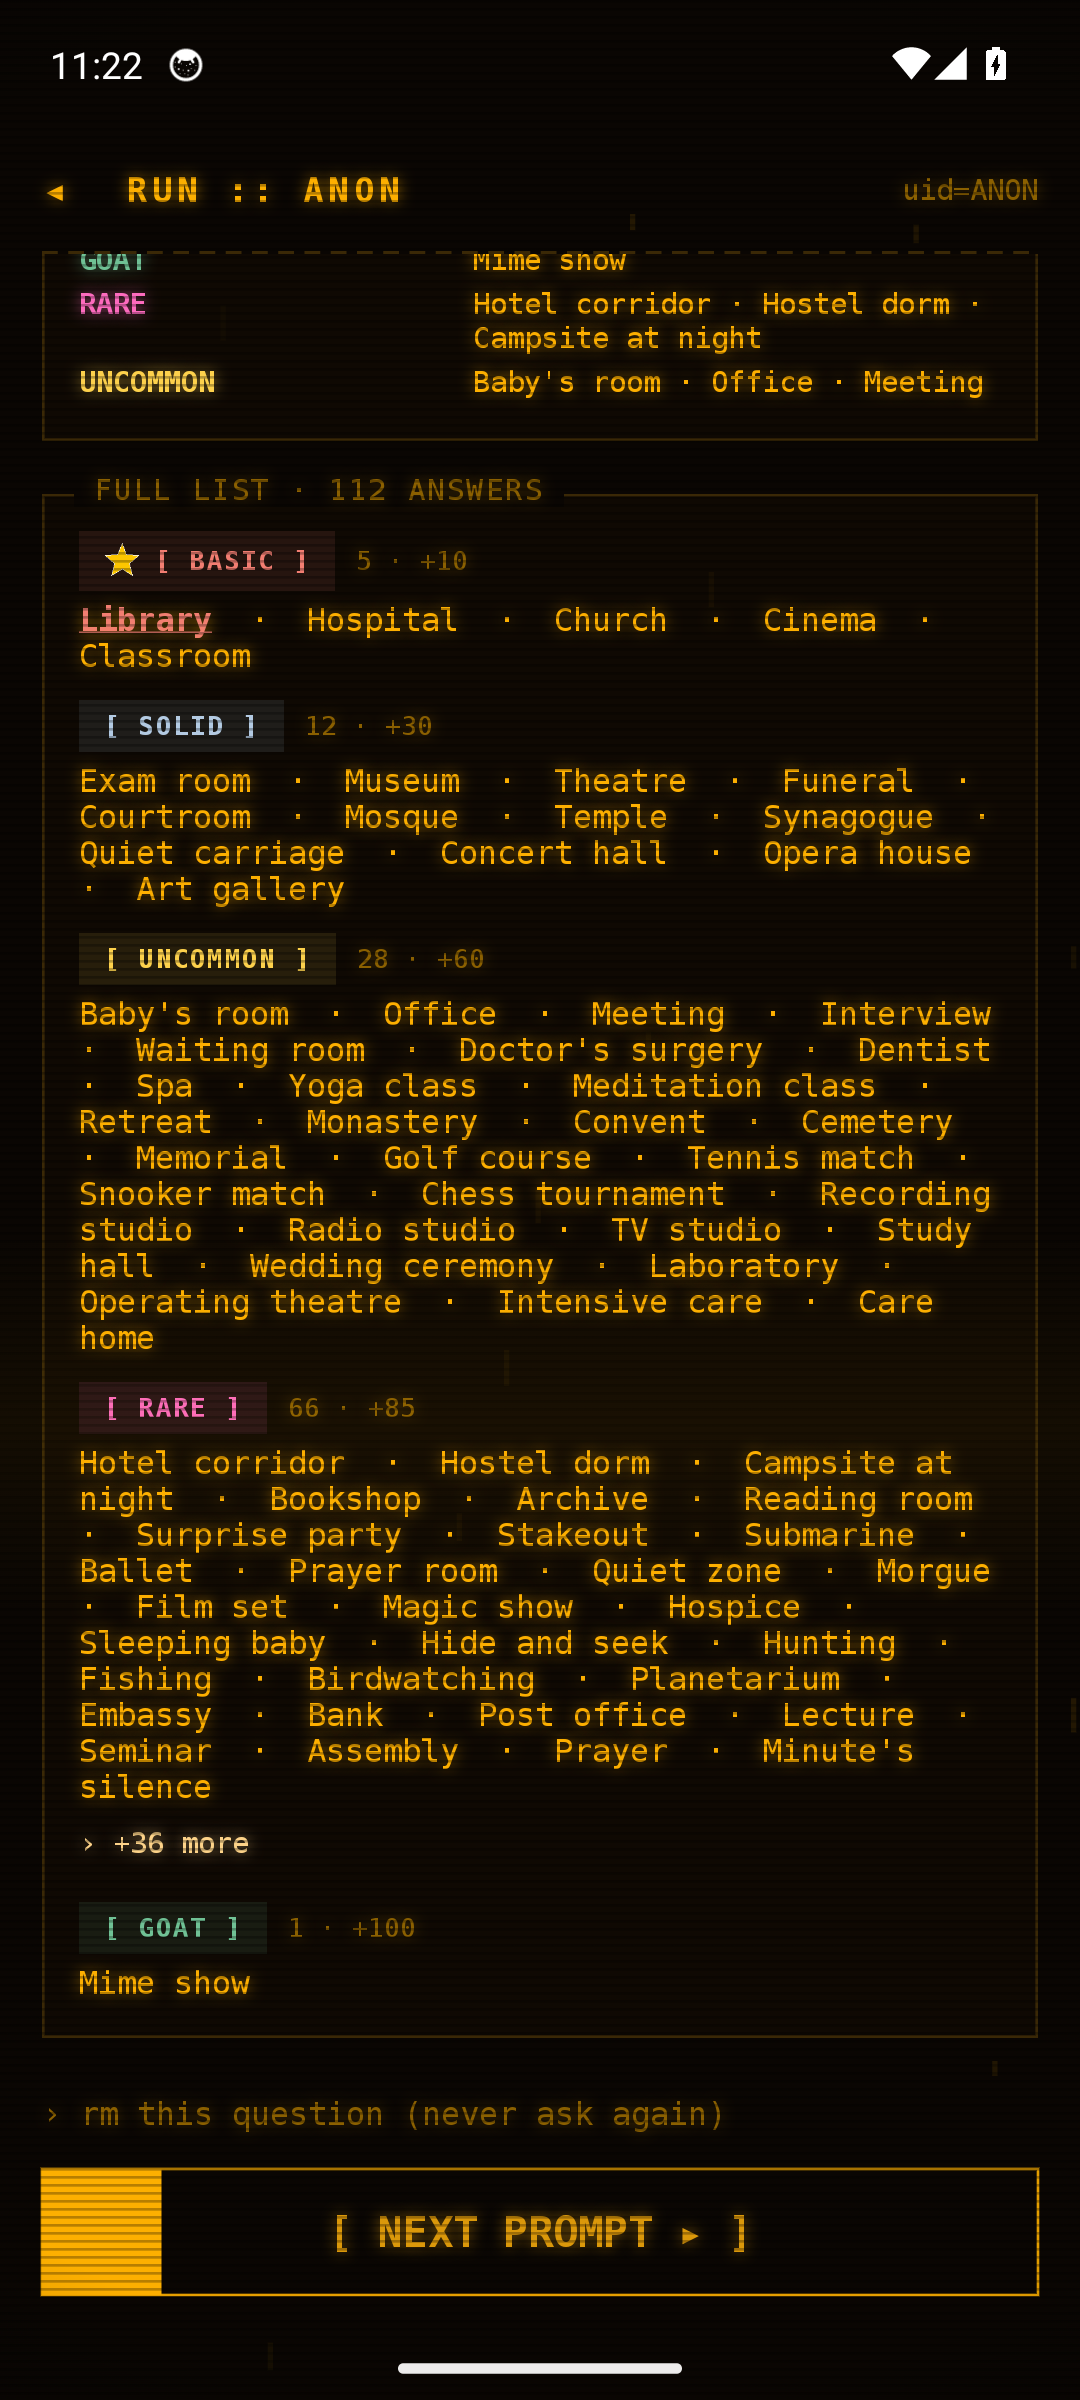 11:22
◂ RUN :: ANON
uid=ANON
GOAT Mime show
RARE Hotel corridor · Hostel dorm ·
Campsite at night
UNCOMMON Baby's room · Office · Meeting
FULL LIST · 112 ANSWERS
[ BASIC ] 5 · +10
Library · Hospital · Church · Cinema ·
Classroom
[ SOLID ] 12 · +30
Exam room · Museum · Theatre · Funeral ·
Courtroom · Mosque · Temple · Synagogue ·
Quiet carriage · Concert hall · Opera house
· Art gallery
[ UNCOMMON ] 28 · +60
Baby's room · Office · Meeting · Interview
· Waiting room · Doctor's surgery · Dentist
· Spa · Yoga class · Meditation class ·
Retreat · Monastery · Convent · Cemetery
· Memorial · Golf course · Tennis match ·
Snooker match · Chess tournament · Recording
studio · Radio studio · TV studio · Study
hall · Wedding ceremony · Laboratory ·
Operating theatre · Intensive care · Care
home
[ RARE ] 66 · +85
Hotel corridor · Hostel dorm · Campsite at
night · Bookshop · Archive · Reading room
· Surprise party · Stakeout · Submarine ·
Ballet · Prayer room · Quiet zone · Morgue
· Film set · Magic show · Hospice ·
Sleeping baby · Hide and seek · Hunting ·
Fishing · Birdwatching · Planetarium ·
Embassy · Bank · Post office · Lecture ·
Seminar · Assembly · Prayer · Minute's
silence
› +36 more
[ GOAT ] 1 · +100
Mime show
› rm this question (never ask again)
[ NEXT PROMPT ▸ ]